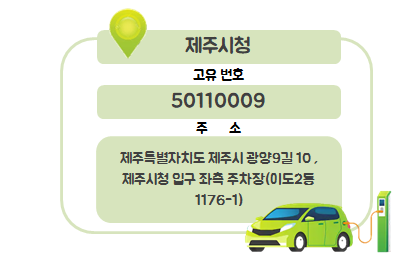 제주시청
고유 번호
50110009
주 소
제주특별자치도 제주시 광양9길 10 ,
제주시청 입구 좌측 주차장(이도2동
1176-1)